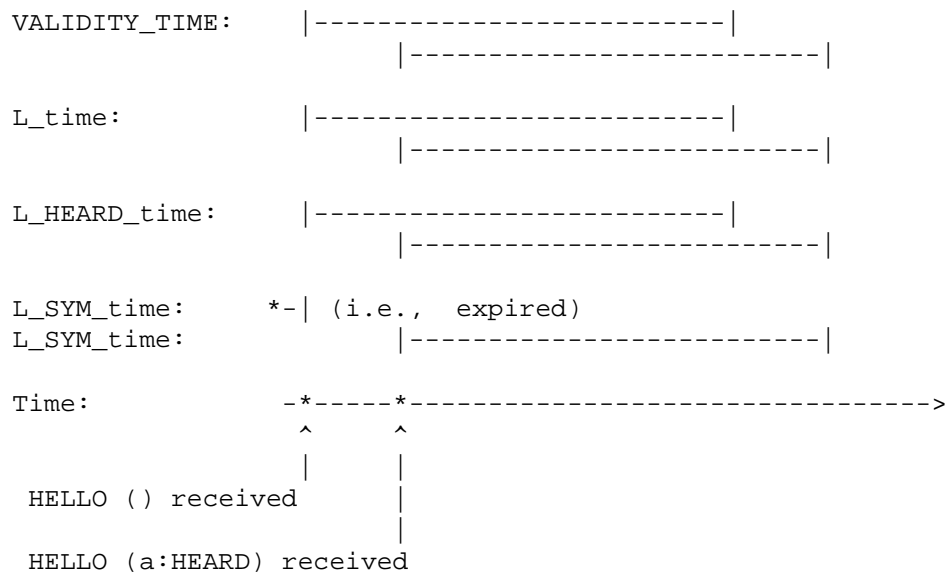 VALIDITY_TIME:    |--------------------------|
                        |--------------------------|
L_time:           |--------------------------|
                        |--------------------------|
L_HEARD_time:     |--------------------------|
                        |--------------------------|
L_SYM_time:     *-| (i.e.,  expired)
L_SYM_time:             |--------------------------|
Time:            -*-----*--------------------------------->
                  ^     ^
                  |     |
 HELLO () received      |
                        |
 HELLO (a:HEARD) received